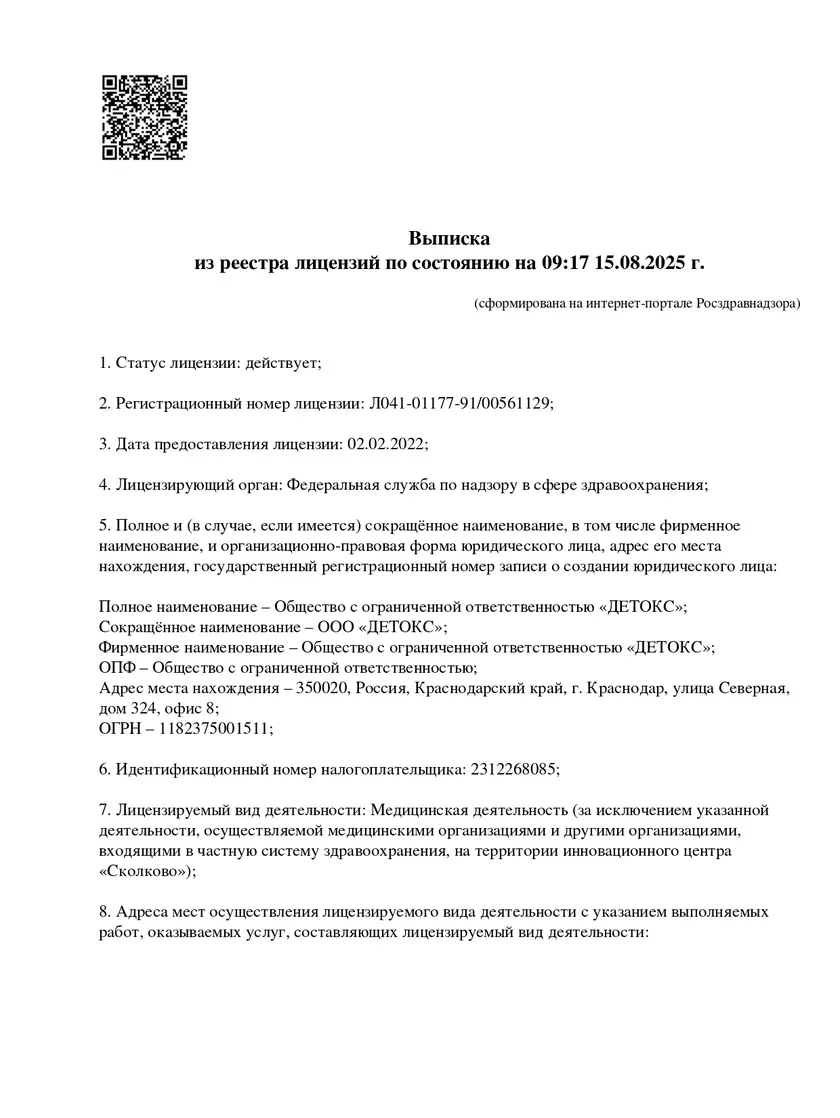 Выписка
из реестра лицензий по состоянию на 09:17 15.08.2025 г.
(сформирована на интернет-портале Росздравнадзора)
1. Статус лицензии: действует;
2. Регистрационный номер лицензии: Л041-01177-91/00561129;
3. Дата предоставления лицензии: 02.02.2022;
4. Лицензирующий орган: Федеральная служба по надзору в сфере здравоохранения;
5. Полное и (в случае, если имеется) сокращённое наименование, в том числе фирменное
наименование, и организационно-правовая форма юридического лица, адрес его места
нахождения, государственный регистрационный номер записи о создании юридического лица:
Полное наименование – Общество с ограниченной ответственностью «ДЕТОКС»;
Сокращённое наименование – ООО «ДЕТОКС»;
Фирменное наименование – Общество с ограниченной ответственностью «ДЕТОКС»;
ОПФ – Общество с ограниченной ответственностью;
Адрес места нахождения – 350020, Россия, Краснодарский край, г. Краснодар, улица Северная,
дом 324, офис 8;
ОГРН – 1182375001511;
6. Идентификационный номер налогоплательщика: 2312268085;
7. Лицензируемый вид деятельности: Медицинская деятельность (за исключением указанной
деятельности, осуществляемой медицинскими организациями и другими организациями,
входящими в частную систему здравоохранения, на территории инновационного центра
«Сколково»);
8. Адреса мест осуществления лицензируемого вида деятельности с указанием выполняемых
работ, оказываемых услуг, составляющих лицензируемый вид деятельности: